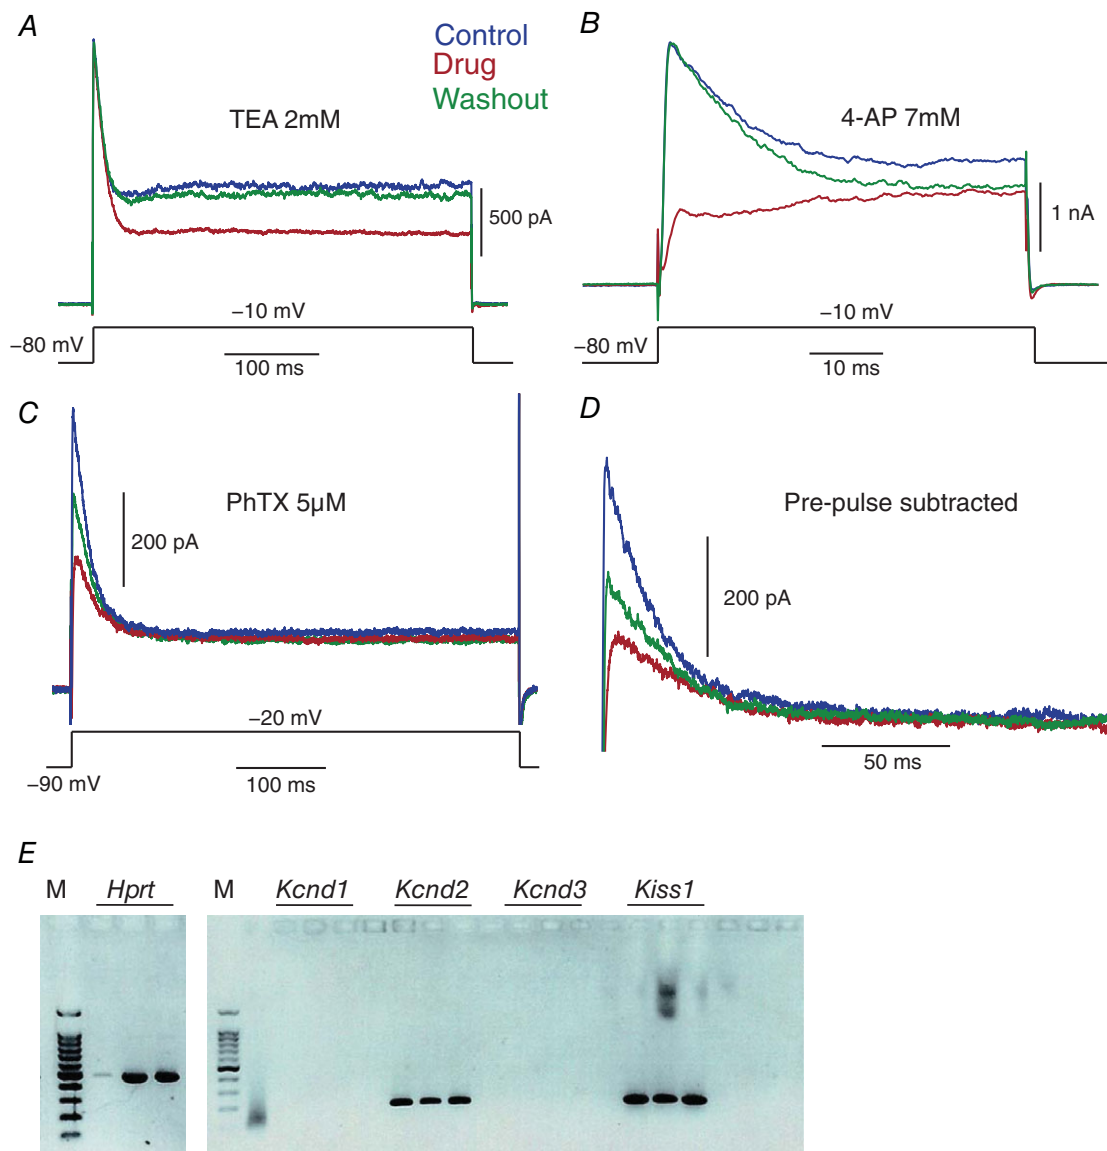 A
Control
Drug
Washout
TEA 2mM
500 pA
−10 mV
−80 mV
100 ms
B
4-AP 7mM
1 nA
−10 mV
−80 mV
10 ms
C
PhTX 5µM
200 pA
−20 mV
−90 mV
100 ms
D
Pre-pulse subtracted
200 pA
50 ms
E
M Hprt M Kcnd1 Kcnd2 Kcnd3 Kiss1